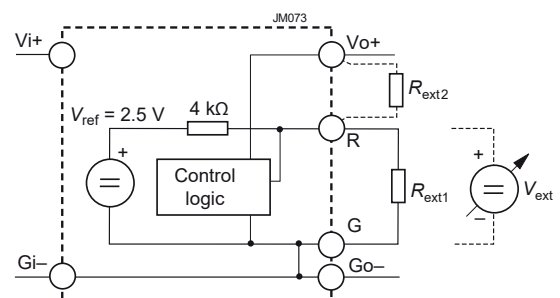 JM073
Vi+
Vo+
Rext2
Vref = 2.5 V
4 kΩ
R
+
+
Control
logic
Rext1
Vext
–
G
Gi–
Go–